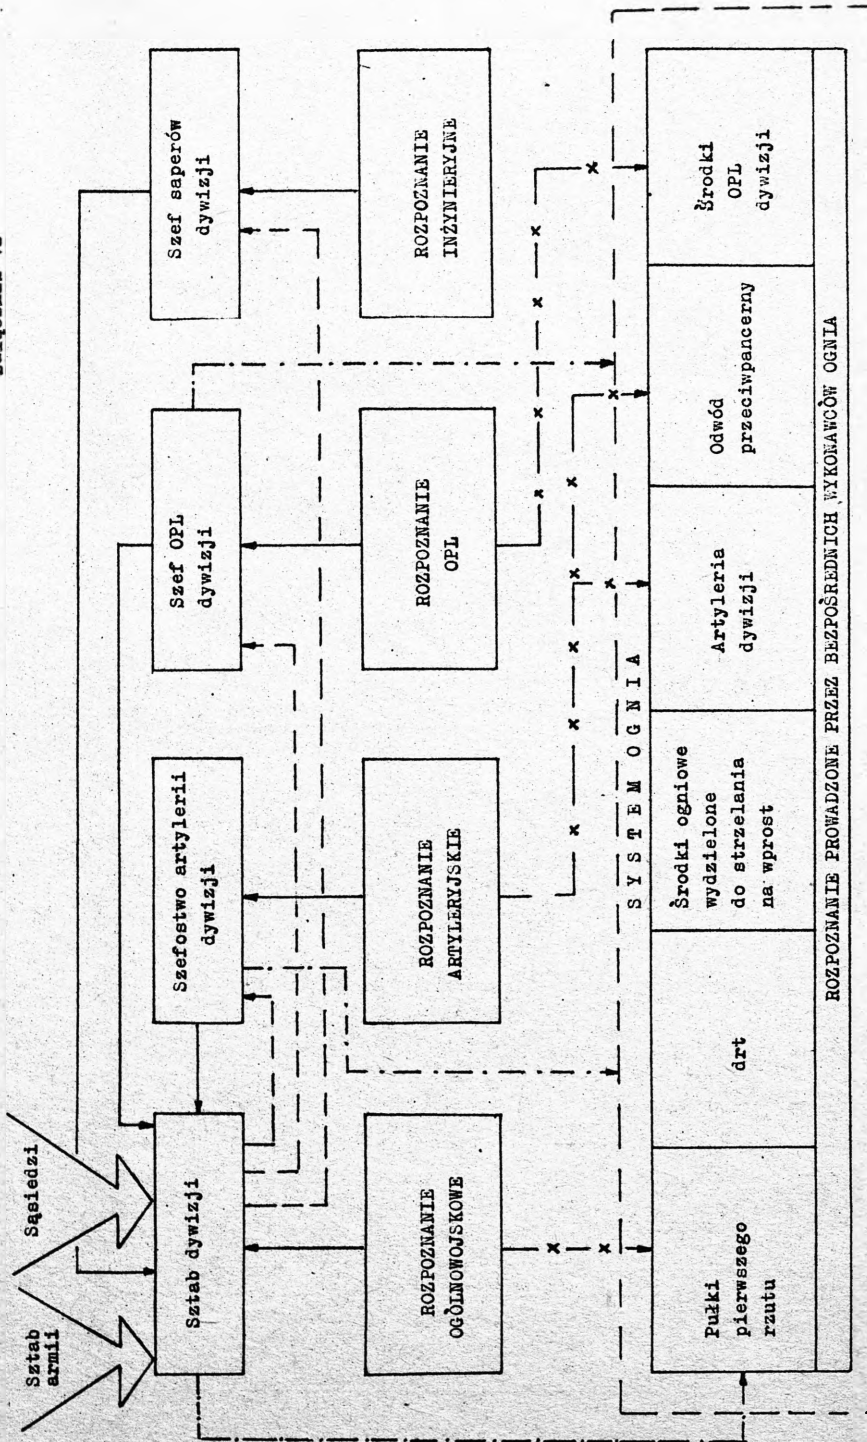 Sztab
armii
Sąsiedzi
Sztab dywizji
Szefostwo artylerii
dywizji
Szef OPL
dywizji
Szef saperów
dywizji
ROZPOZNANIE
OGÓLNOWOJSKOWE
ROZPOZNANIE
ARTYLERYJSKIE
ROZPOZNANIE
OPL
ROZPOZNANIE
INŻYNIERYJNE
SYSTEM OGNIA
Pułki
pierwszego
rzutu
drt
Środki ogniowe
wydzielone
do strzelania
na wprost
Artyleria
dywizji
Odwód
przeciwpancerny
Środki
OPL
dywizji
ROZPOZNANIE PROWADZONE PRZEZ BEZPOŚREDNICH WYKONAWCÓW OGNIA